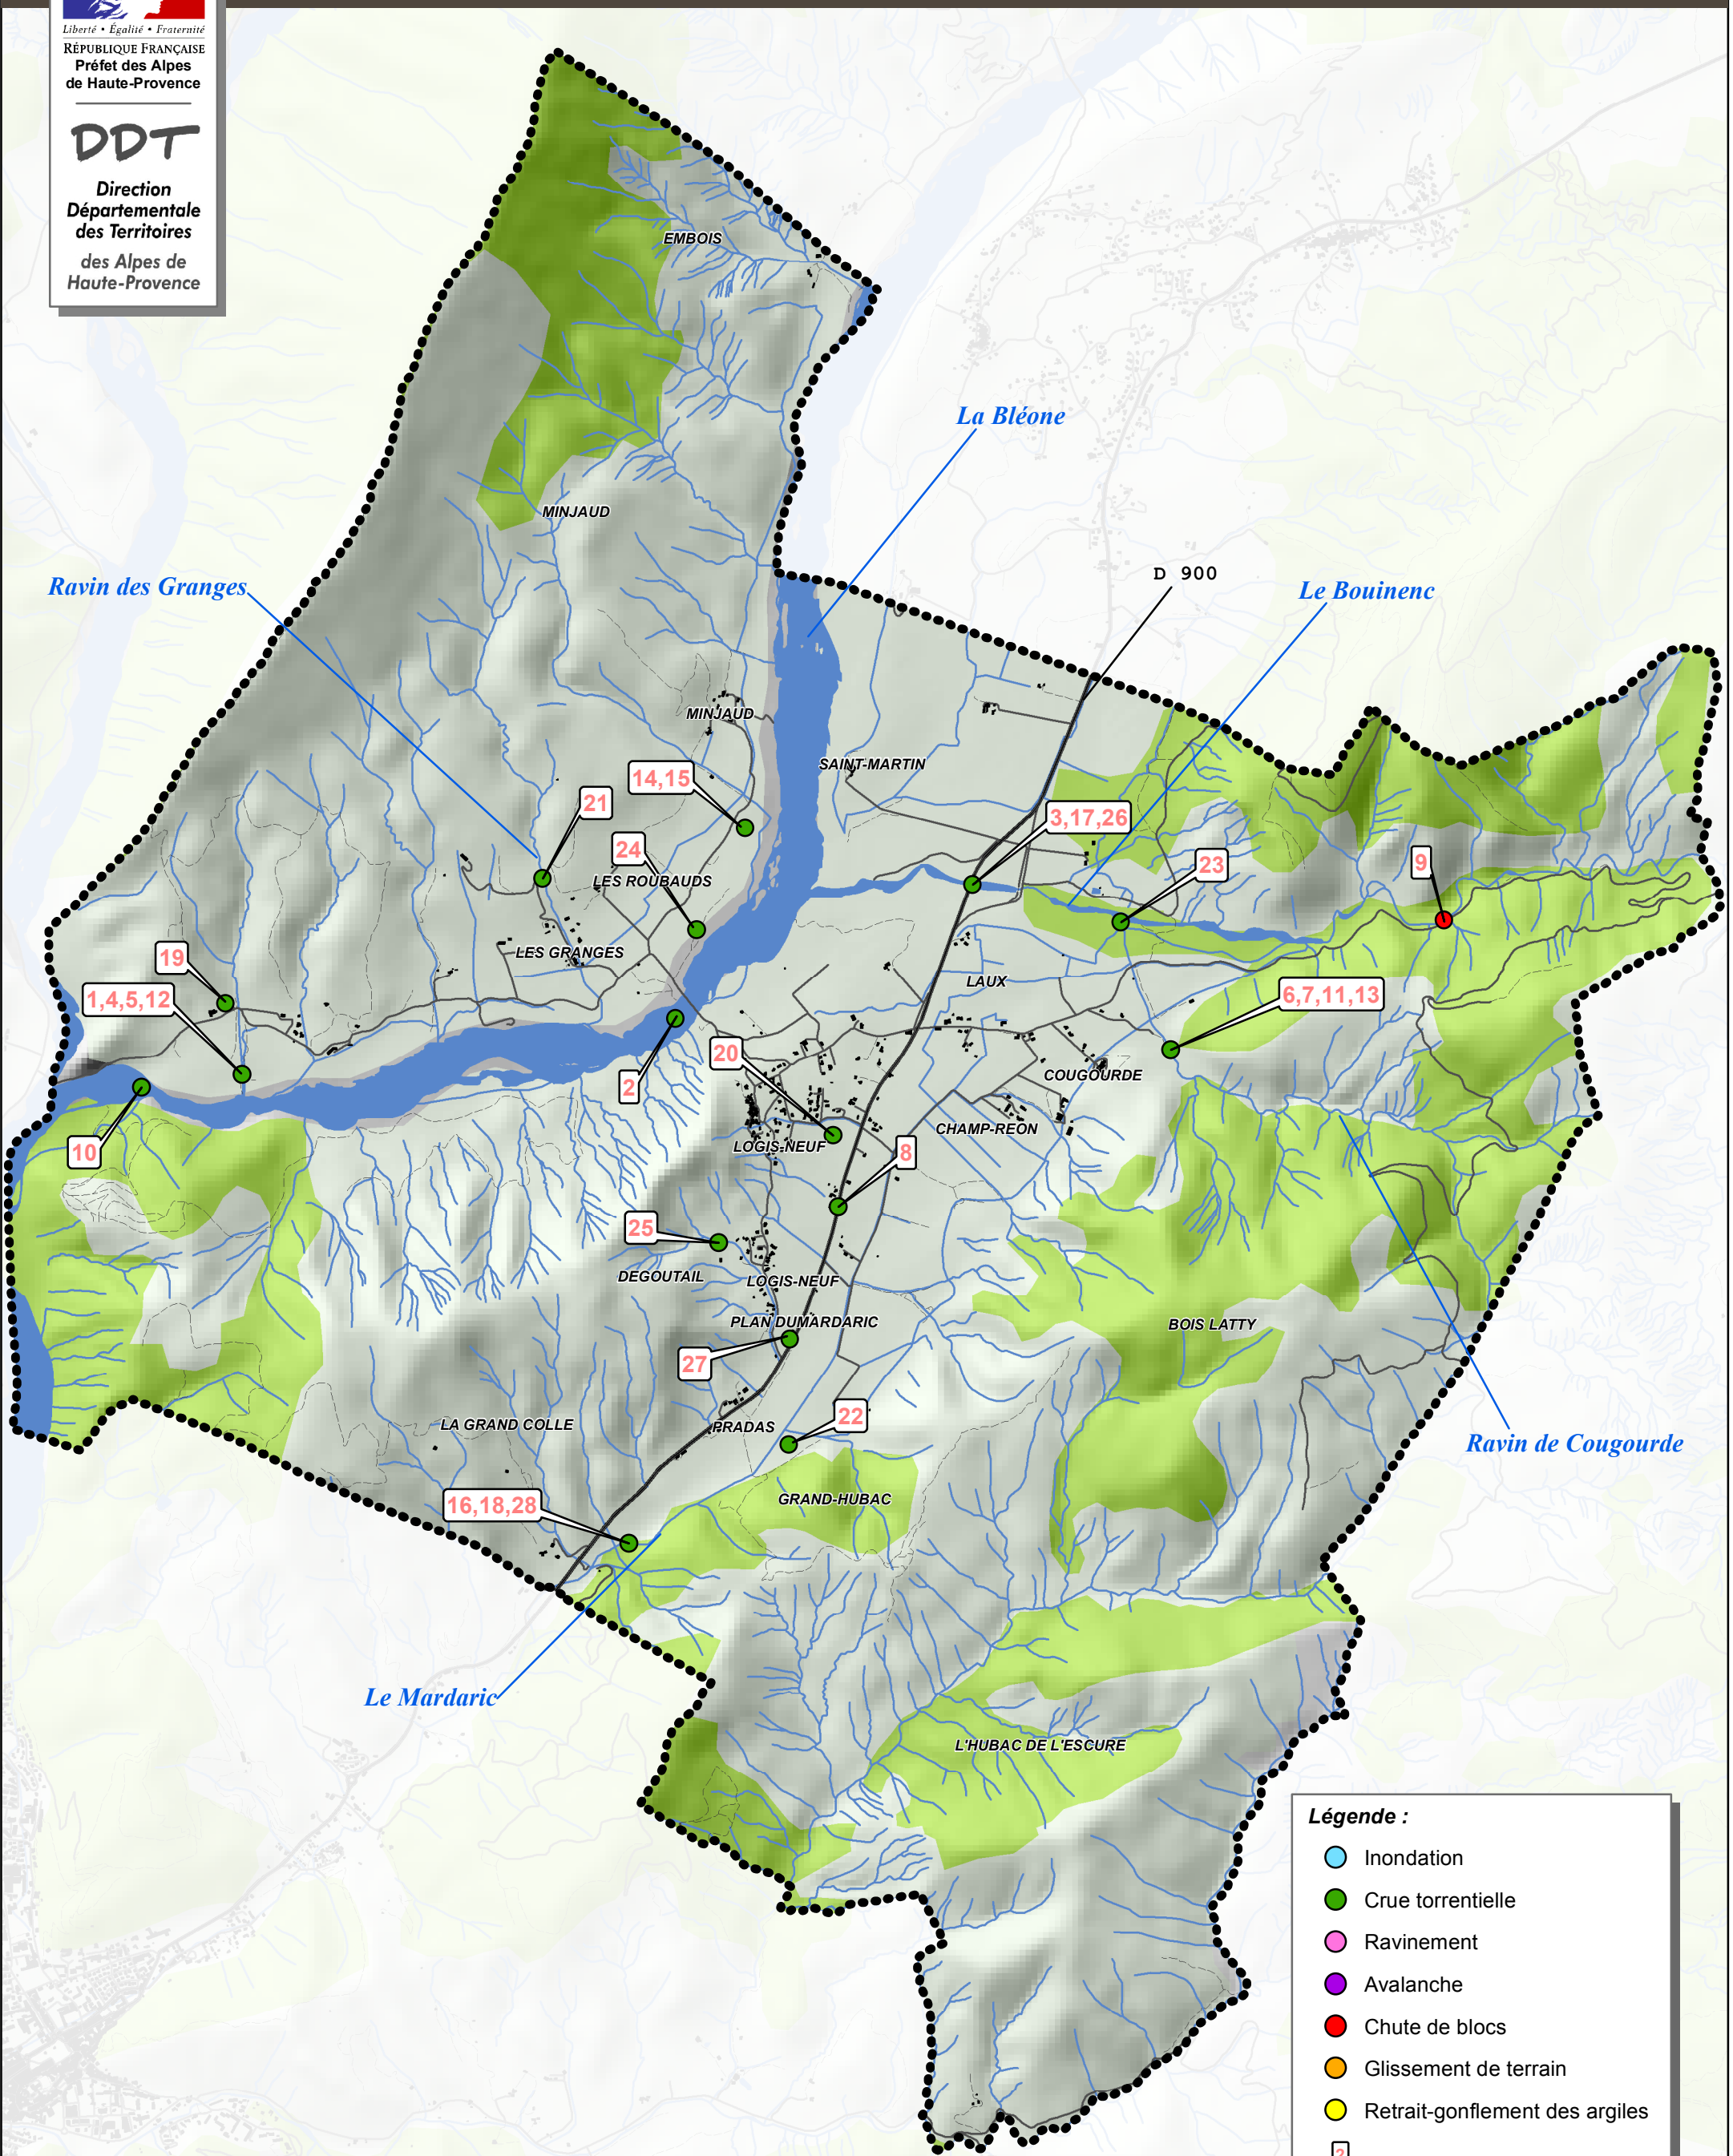 Liberté • Égalité • Fraternité
RÉPUBLIQUE FRANÇAISE
Préfet des Alpes
de Haute-Provence
DDT
Direction
Départementale
des Territoires
des Alpes de
Haute-Provence
EMBOIS
La Bléone
MINJAUD
D 900
Ravin des Granges
Le Bouinenc
MINJAUD
SAINT-MARTIN
14,15
21
3,17,26
24
23
9
LES ROUBAUDS
LES GRANGES
19
LAUX
1,4,5,12
6,7,11,13
20
COUGOURDE
2
CHAMP-REON
LOGIS-NEUF
10
8
25
DEGOUTAIL
LOGIS-NEUF
PLAN DUMARDARIC
BOIS LATTY
27
22
LA GRAND COLLE
PRADAS
Ravin de Cougourde
GRAND-HUBAC
16,18,28
Le Mardaric
L'HUBAC DE L'ESCURE
Légende :
Inondation
Crue torrentielle
Ravinement
Avalanche
Chute de blocs
Glissement de terrain
Retrait-gonflement des argiles